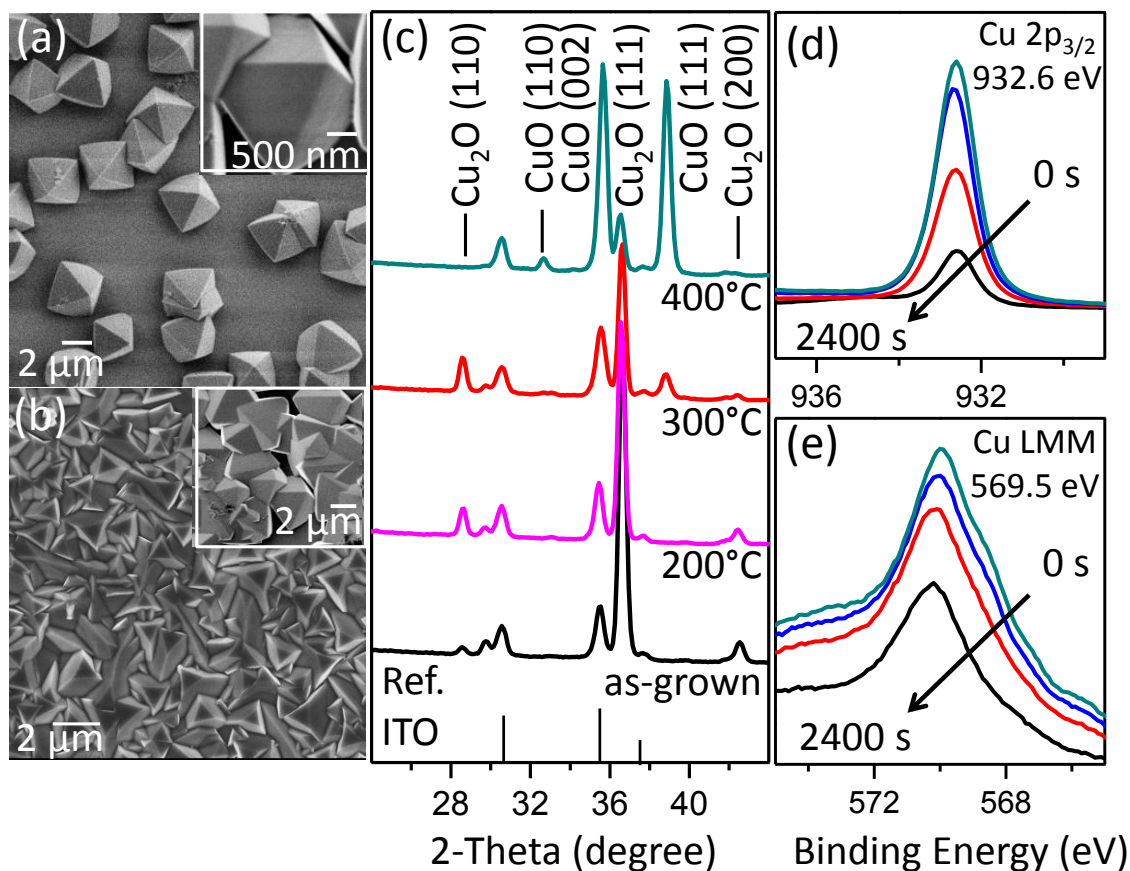 (a)
500 nm
2 μm
(b)
2 μm
2 μm
(c)
Cu₂O (110)
CuO (110)
CuO (002)
Cu₂O (111)
CuO (111)
Cu₂O (200)
400°C
300°C
200°C
Ref.
as-grown
ITO
28 32 36 40
2-Theta (degree)
(d)
Cu 2p₃/₂
932.6 eV
0 s
2400 s
936 932
(e)
Cu LMM
569.5 eV
0 s
2400 s
572 568
Binding Energy (eV)